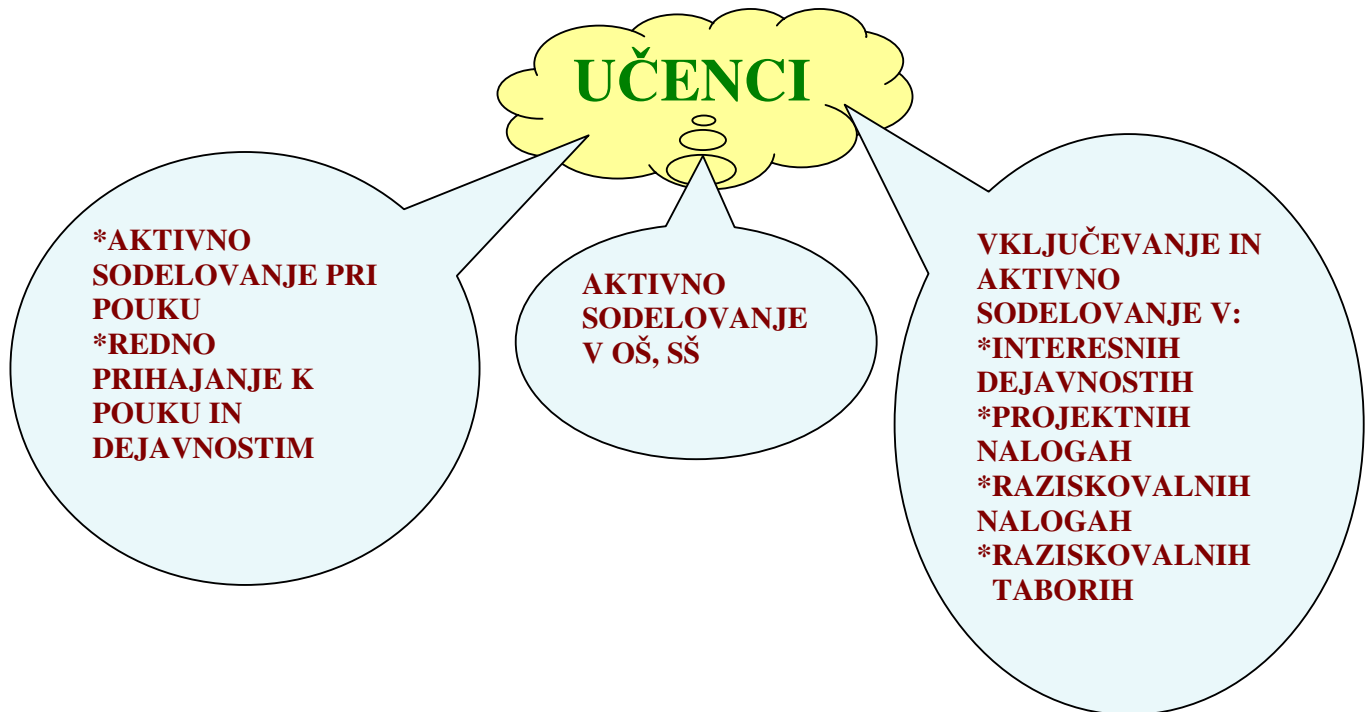 UČENCI
*AKTIVNO
SODELOVANJE PRI
POUKU
*REDNO
PRIHAJANJE K
POUKU IN
DEJAVNOSTIM
AKTIVNO
SODELOVANJE
V OŠ, SŠ
VKLJUČEVANJE IN
AKTIVNO
SODELOVANJE V:
*INTERESNIH
DEJAVNOSTIH
*PROJEKTNIH
NALOGAH
*RAZISKOVALNIH
NALOGAH
*RAZISKOVALNIH
TABORIH